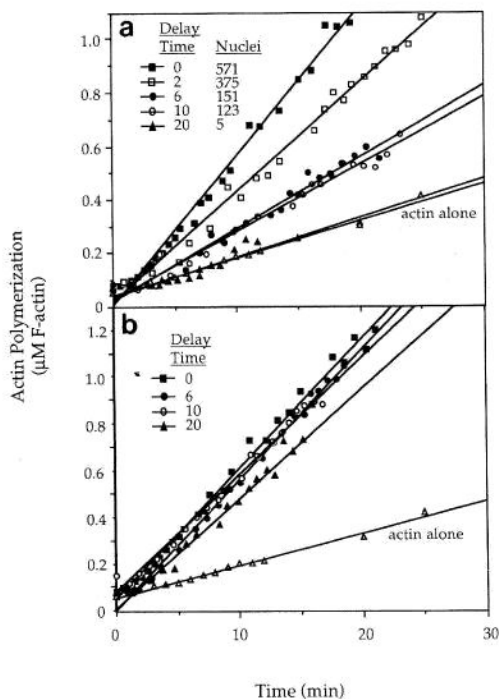 a
Delay
Time Nuclei
0 571
2 375
6 151
10 123
20 5
1.0
0.8
0.6
0.4
0.2
0
actin alone
Actin Polymerization
(µM F-actin)
b
Delay
Time
0
6
10
20
1.2
1.0
0.8
0.6
0.4
0.2
0
actin alone
0 10 20 30
Time (min)